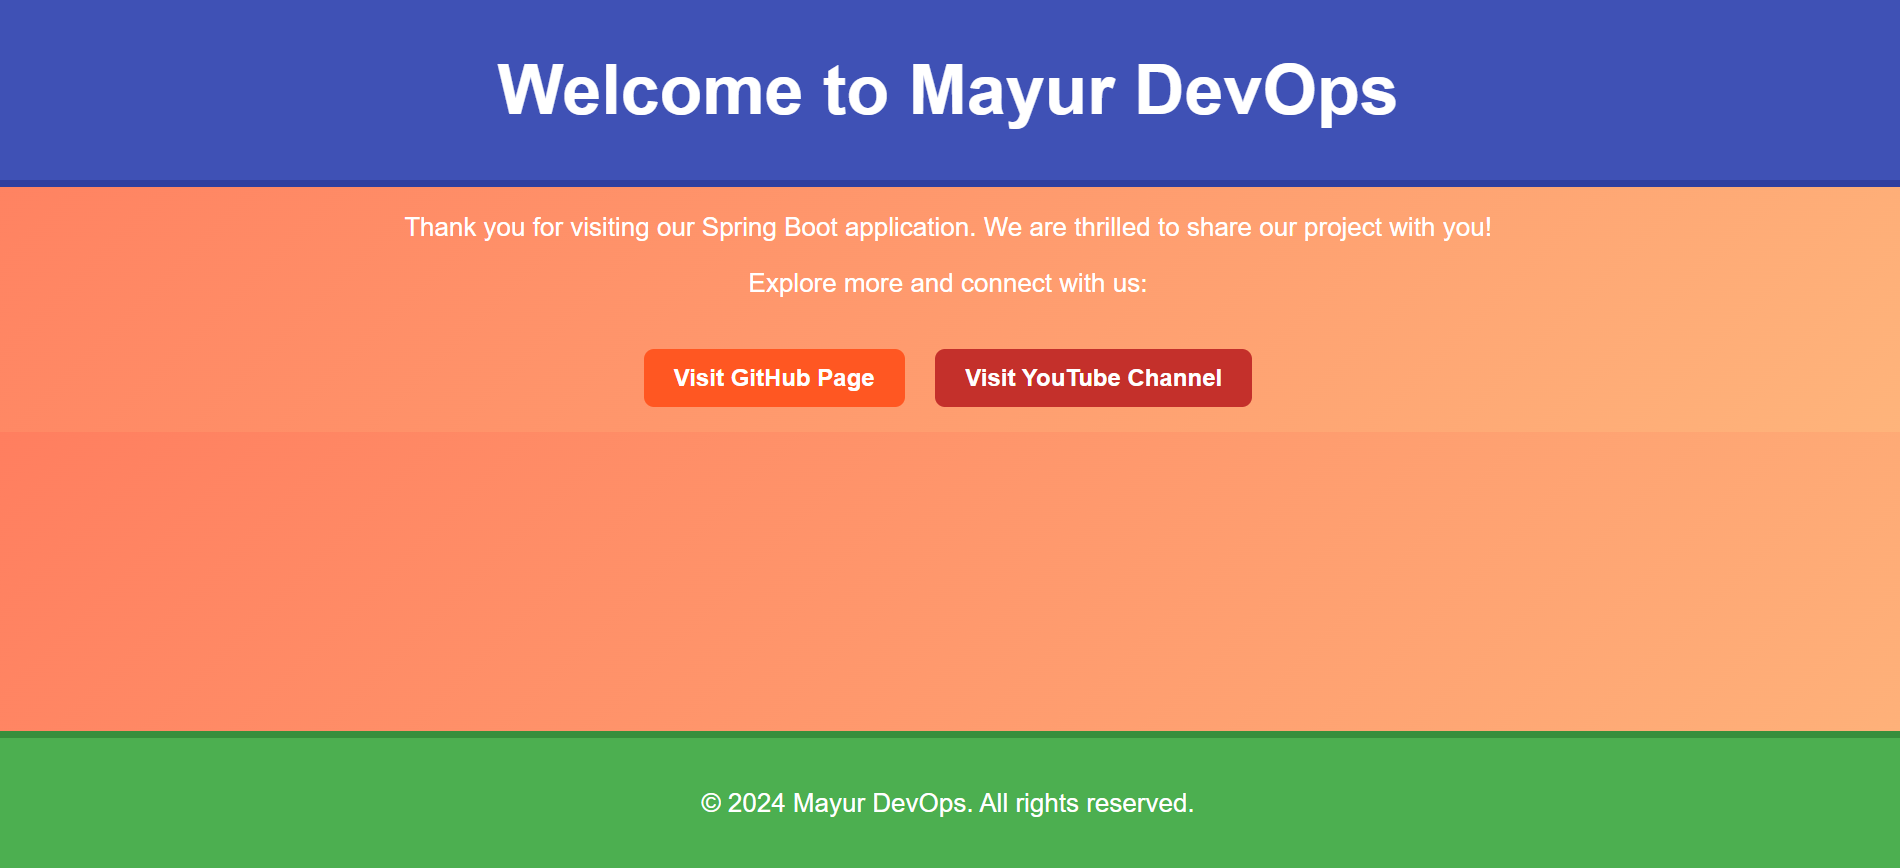 Welcome to Mayur DevOps
Thank you for visiting our Spring Boot application. We are thrilled to share our project with you!
Explore more and connect with us:
Visit GitHub Page
Visit YouTube Channel
© 2024 Mayur DevOps. All rights reserved.